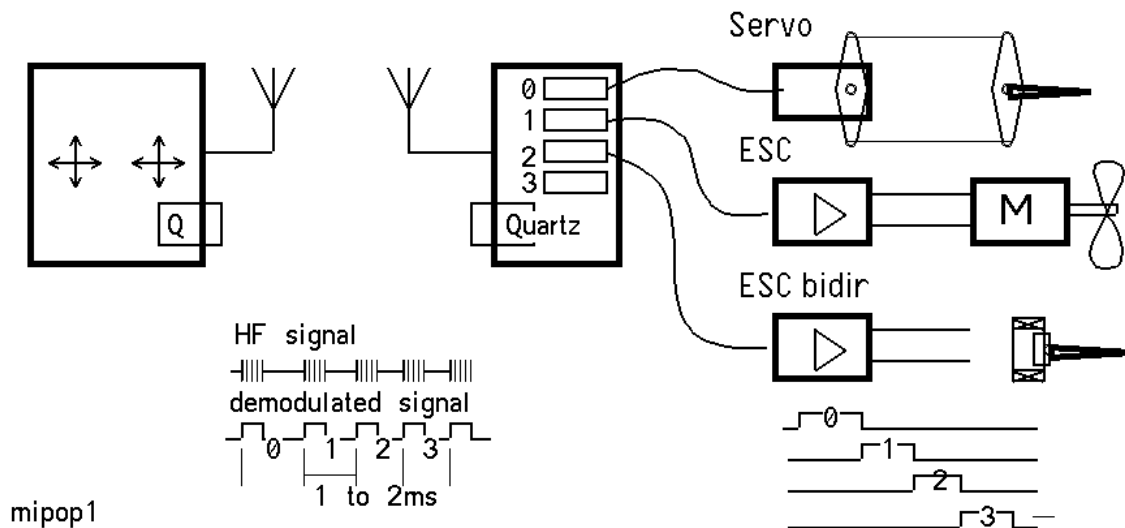 Servo
0
1
2
3
Q
Quartz
ESC
M
ESC bidir
HF signal
demodulated signal
0 1 2 3
1 to 2ms
0
1
2
3
mipop1